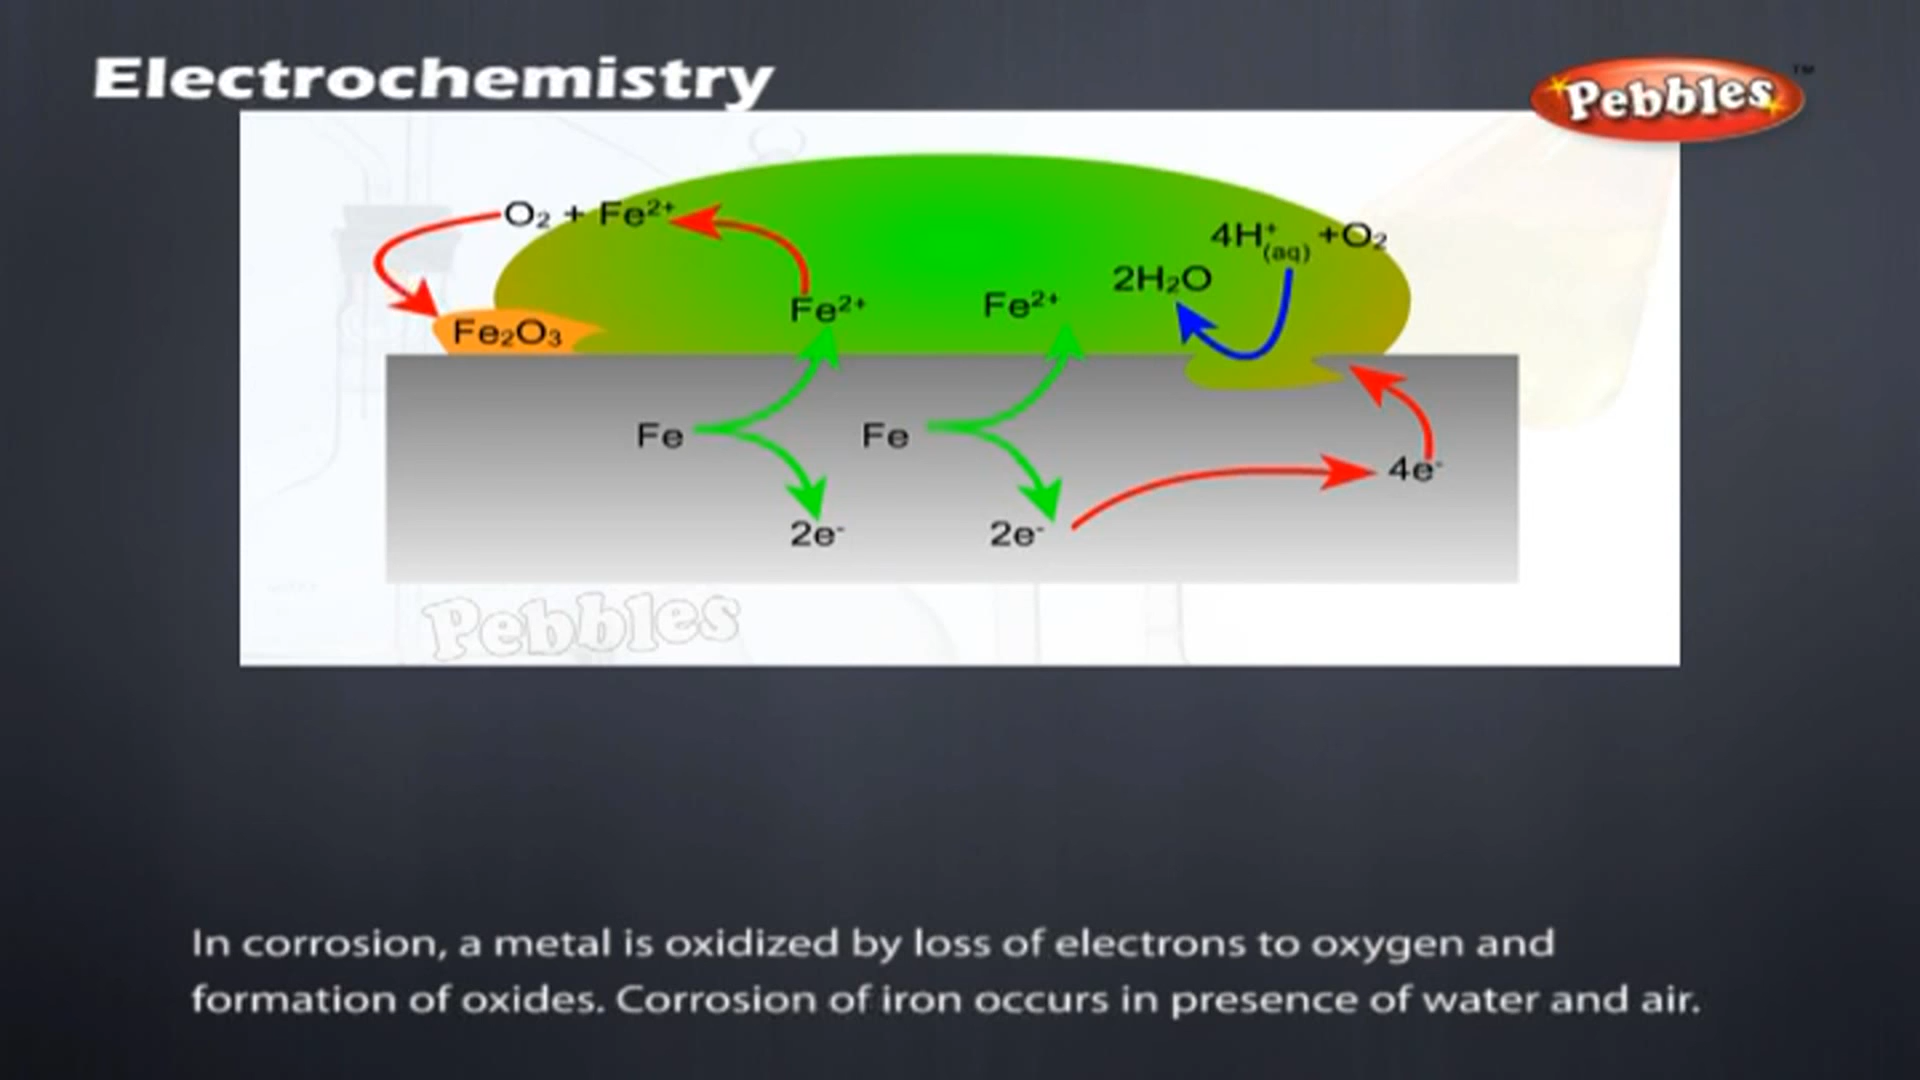 Electrochemistry
Pebbles™
O₂ + Fe²⁺
4H⁺(aq) +O₂
2H₂O
Fe²⁺
Fe²⁺
Fe₂O₃
Fe
Fe
4e⁻
2e⁻
2e⁻
Pebbles
In corrosion, a metal is oxidized by loss of electrons to oxygen and
formation of oxides. Corrosion of iron occurs in presence of water and air.